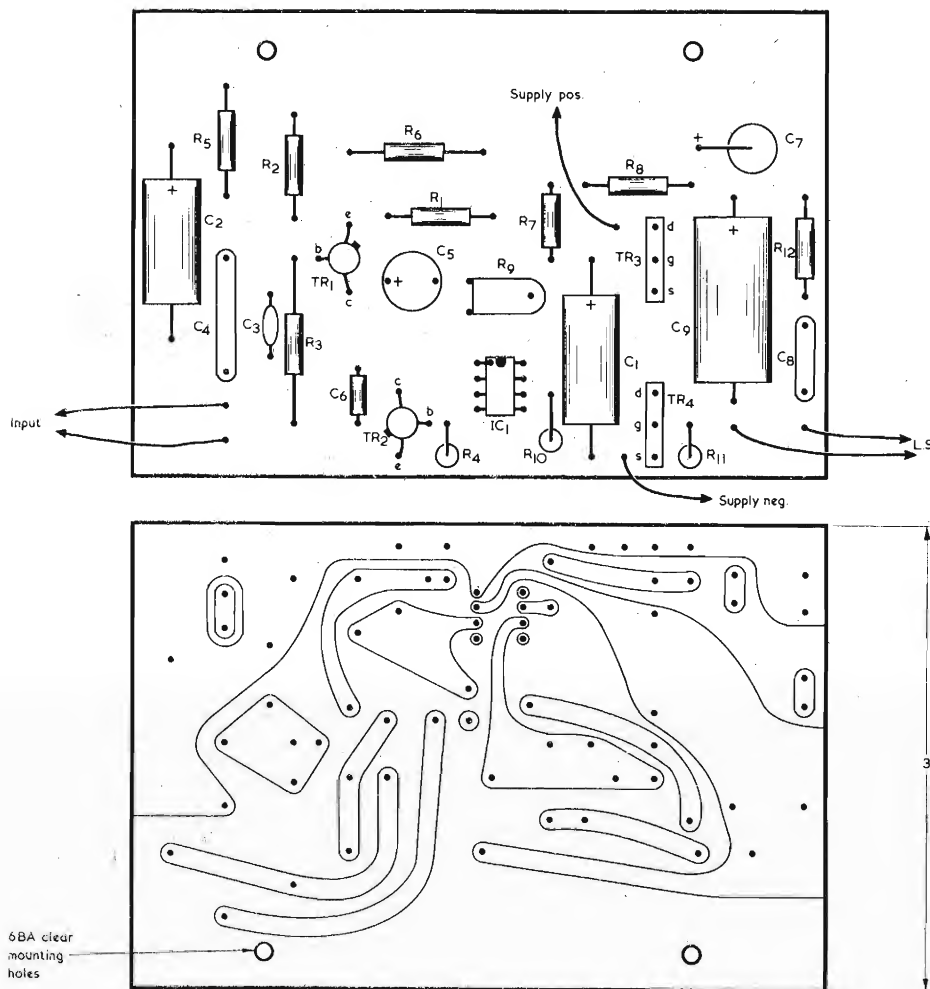 Supply pos.
+
C7
R5
R6
R2
R8
+
C2
R1
R7
+
R12
e
d
b
TR1
c
C5
+
R9
TR3
g
s
+
C9
C4
C3
R3
C1
C8
C6
c
d
TR4
Input
TR2
b
IC1
g
e
R4
R10
s
R11
L.S
Supply neg.
3
6BA clear
mounting
holes